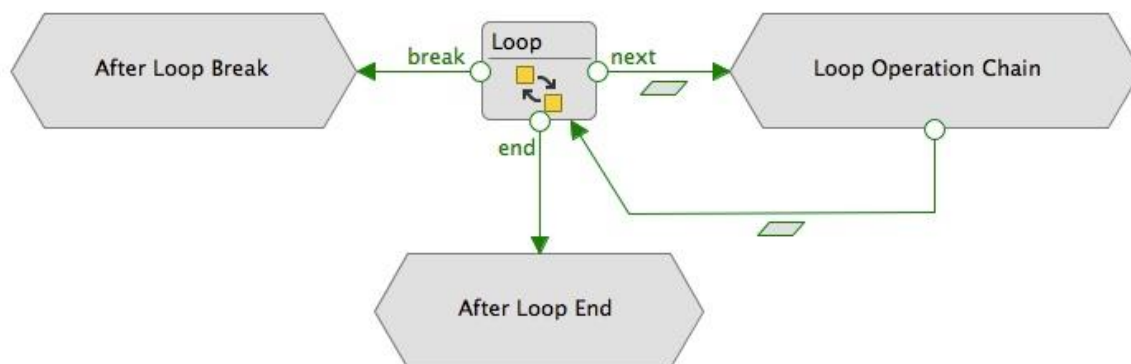 Loop
break
next
After Loop Break
Loop Operation Chain
end
After Loop End